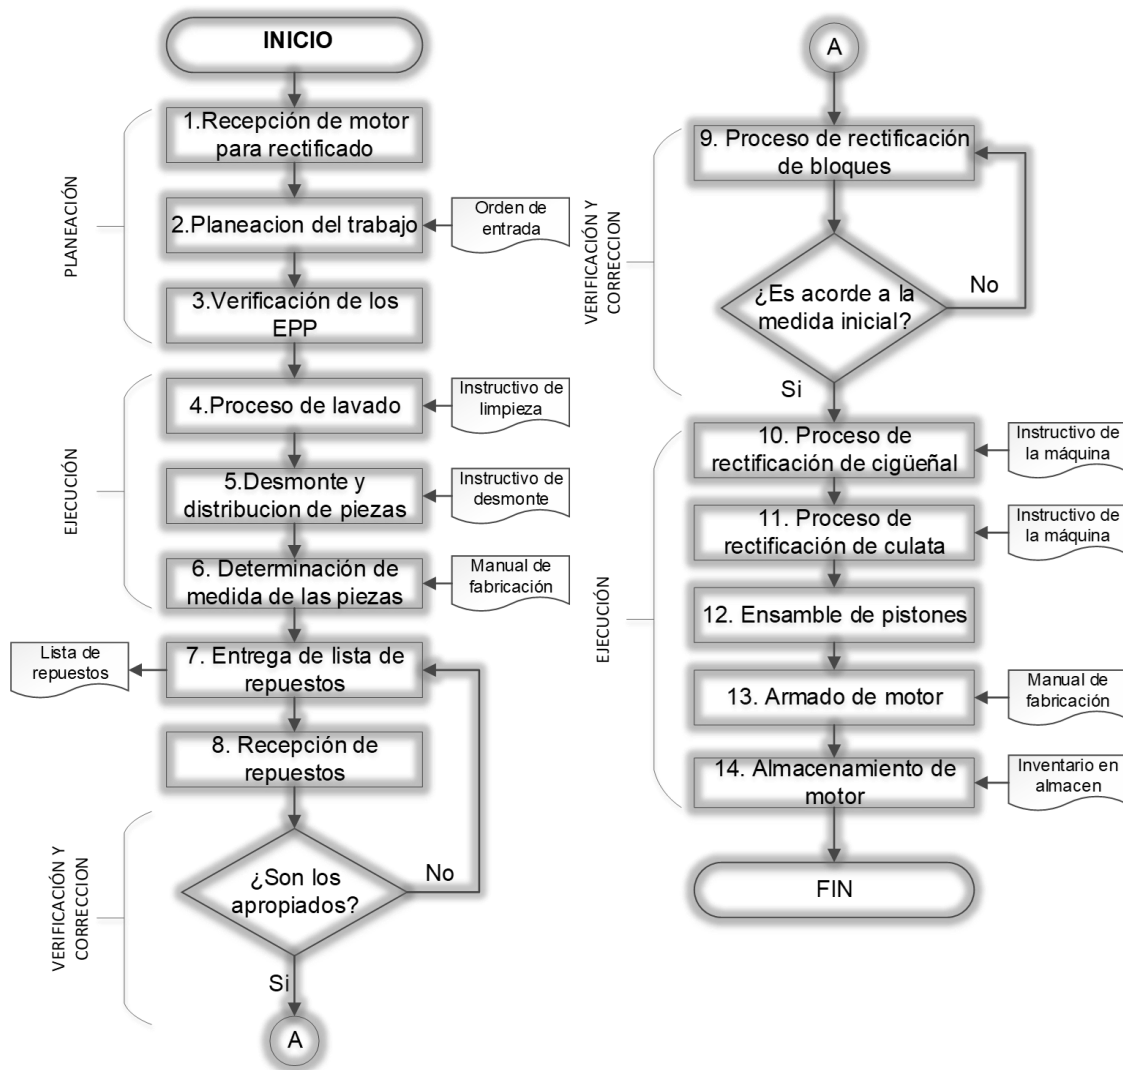 INICIO
PLANEACIÓN
1.Recepción de motor
para rectificado
2.Planeacion del trabajo
Orden de
entrada
3.Verificación de los
EPP
EJECUCIÓN
4.Proceso de lavado
Instructivo de
limpieza
5.Desmonte y
distribucion de piezas
Instructivo de
desmonte
6. Determinación de
medida de las piezas
Manual de
fabricación
7. Entrega de lista de
repuestos
Lista de
repuestos
8. Recepción de
repuestos
VERIFICACIÓN Y
CORRECCION
¿Son los
apropiados?
No
Si
A
A
VERIFICACIÓN Y
CORRECCION
9. Proceso de rectificación
de bloques
¿Es acorde a la
medida inicial?
No
Si
EJECUCIÓN
10. Proceso de
rectificación de cigüeñal
Instructivo de
la máquina
11. Proceso de
rectificación de culata
Instructivo de
la máquina
12. Ensamble de pistones
13. Armado de motor
Manual de
fabricación
14. Almacenamiento de
motor
Inventario en
almacen
FIN